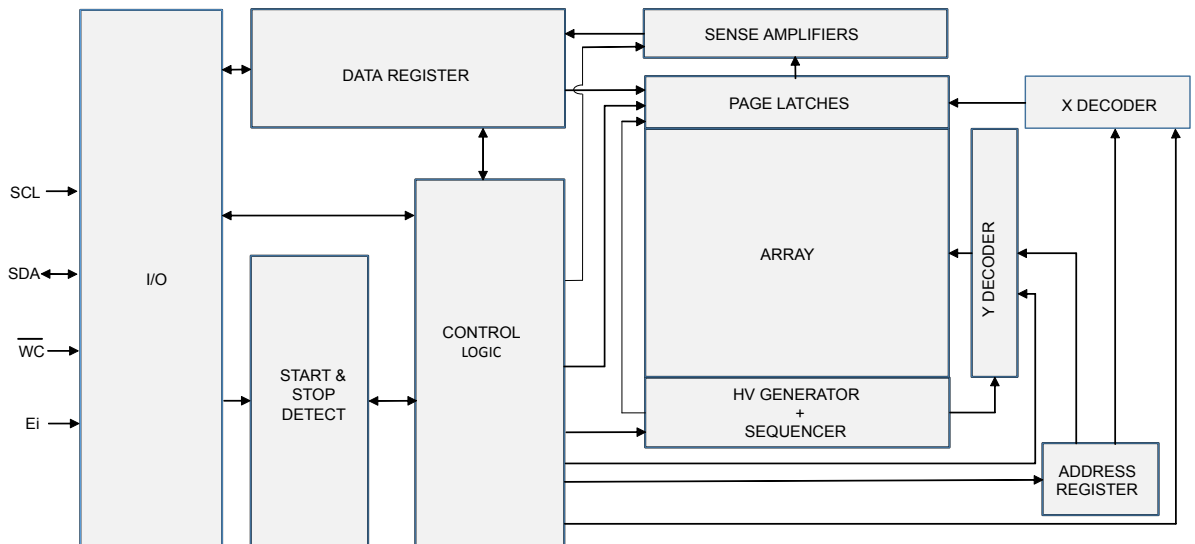 SENSE AMPLIFIERS
DATA REGISTER
PAGE LATCHES
X DECODER
SCL
SDA
I/O
ARRAY
Y DECODER
W̅C̅
CONTROL
LOGIC
START &
STOP
DETECT
HV GENERATOR
+
SEQUENCER
Ei
ADDRESS
REGISTER